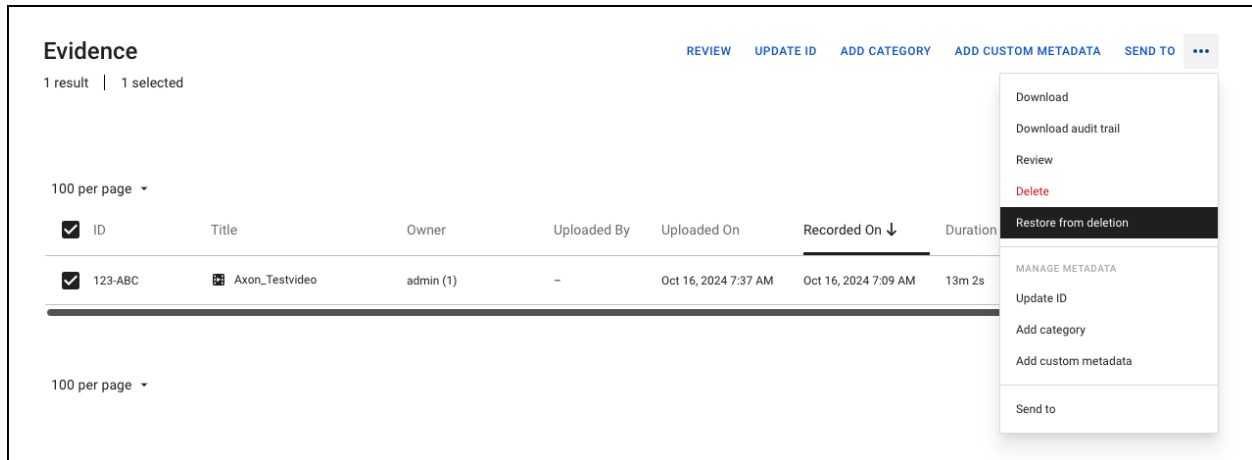 Evidence
REVIEW UPDATE ID ADD CATEGORY ADD CUSTOM METADATA SEND TO •••
1 result | 1 selected
Download
Download audit trail
Review
Delete
Restore from deletion
MANAGE METADATA
Update ID
Add category
Add custom metadata
Send to
100 per page
ID Title Owner Uploaded By Uploaded On Recorded On ↓ Duration
123-ABC Axon_Testvideo admin (1) – Oct 16, 2024 7:37 AM Oct 16, 2024 7:09 AM 13m 2s
100 per page